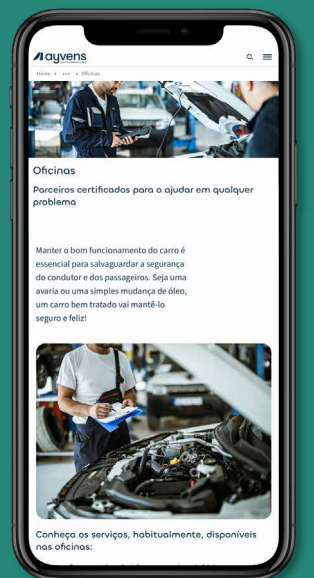 ayvens
Home • ••• • Oficinas
Oficinas
Parceiros certificados para o ajudar em qualquer
problema
Manter o bom funcionamento do carro é
essencial para salvaguardar a segurança
do condutor e dos passageiros. Seja uma
avaria ou uma simples mudança de óleo,
um carro bem tratado vai mantê-lo
seguro e feliz!
Conheça os serviços, habitualmente, disponíveis
nas oficinas: